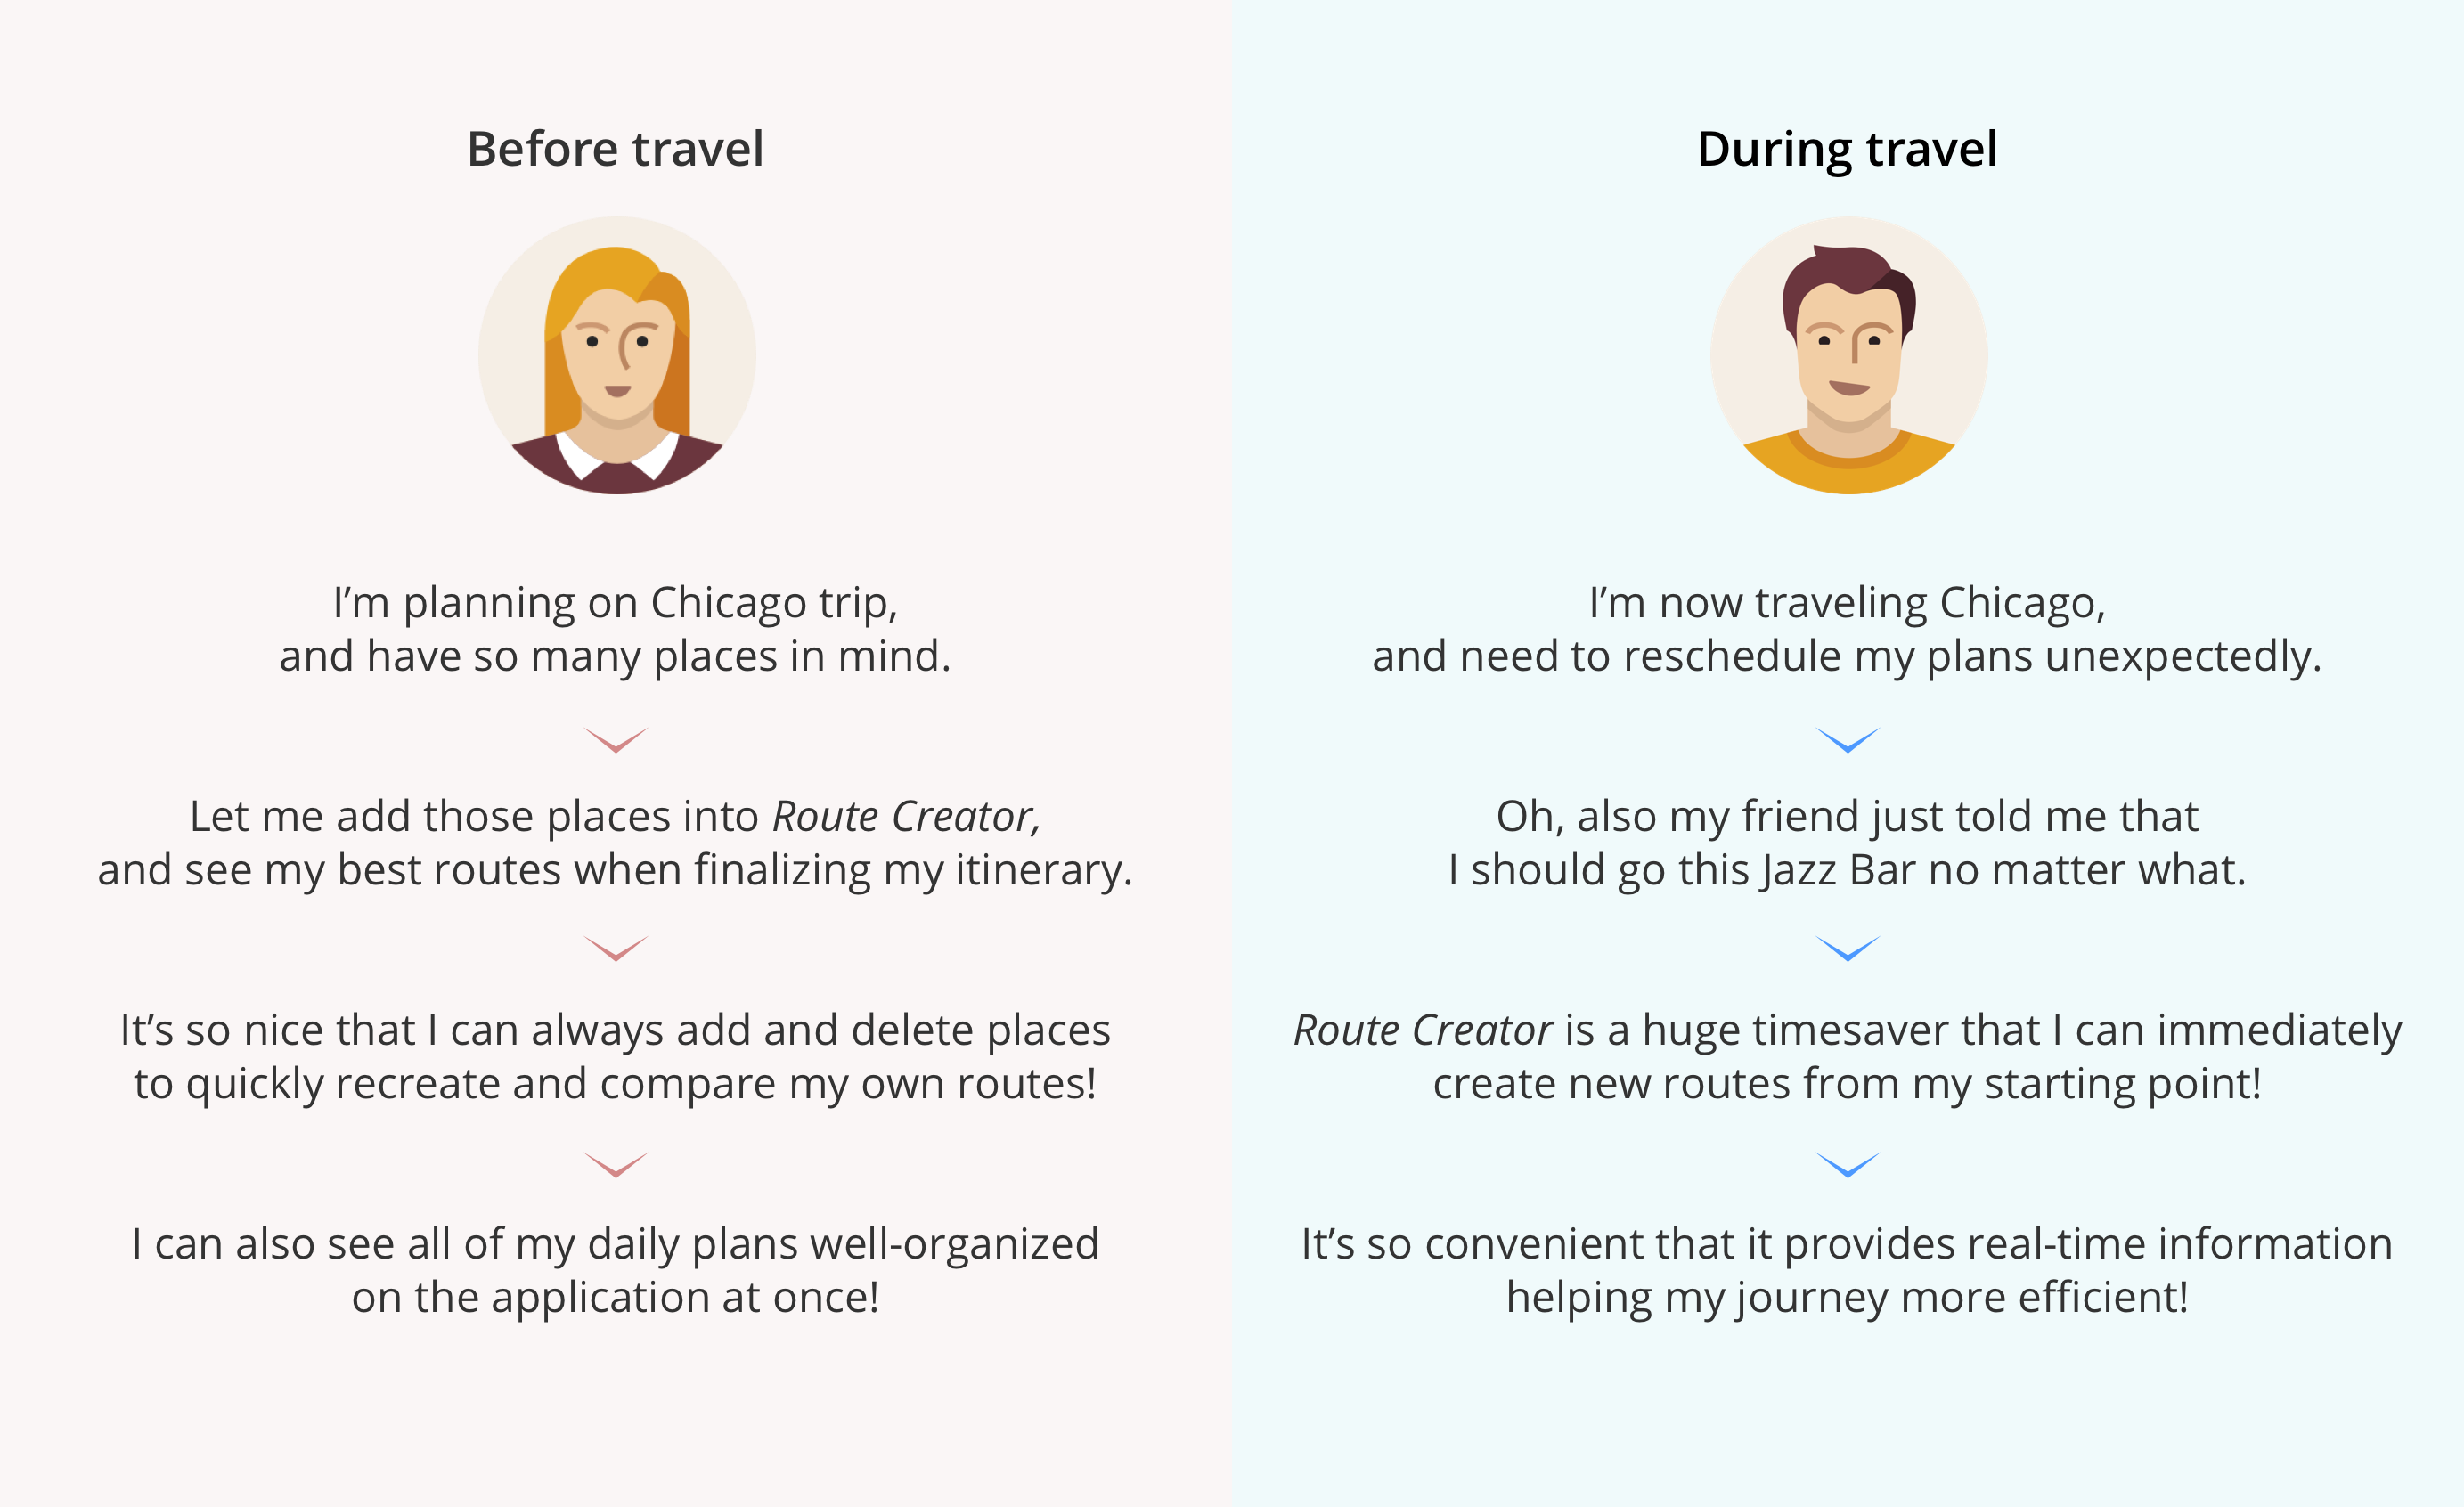 Before travel
I’m planning on Chicago trip,
and have so many places in mind.
Let me add those places into Route Creator,
and see my best routes when finalizing my itinerary.
It’s so nice that I can always add and delete places
to quickly recreate and compare my own routes!
I can also see all of my daily plans well-organized
on the application at once!
During travel
I’m now traveling Chicago,
and need to reschedule my plans unexpectedly.
Oh, also my friend just told me that
I should go this Jazz Bar no matter what.
Route Creator is a huge timesaver that I can immediately
create new routes from my starting point!
It’s so convenient that it provides real-time information
helping my journey more efficient!